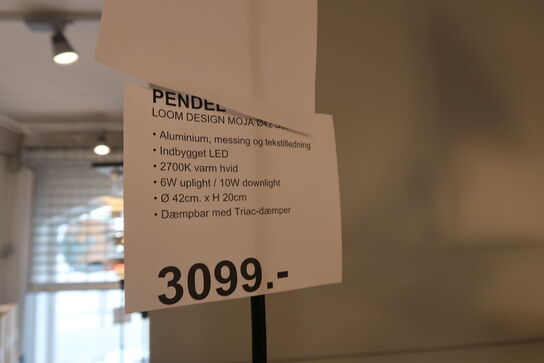 PENDEL
LOOM DESIGN MOJA Ø42
• Aluminium, messing og tekstilledning
• Indbygget LED
• 2700K varm hvid
• 6W uplight / 10W downlight
• Ø 42cm. x H 20cm
• Dæmpbar med Triac-dæmper
3099.-